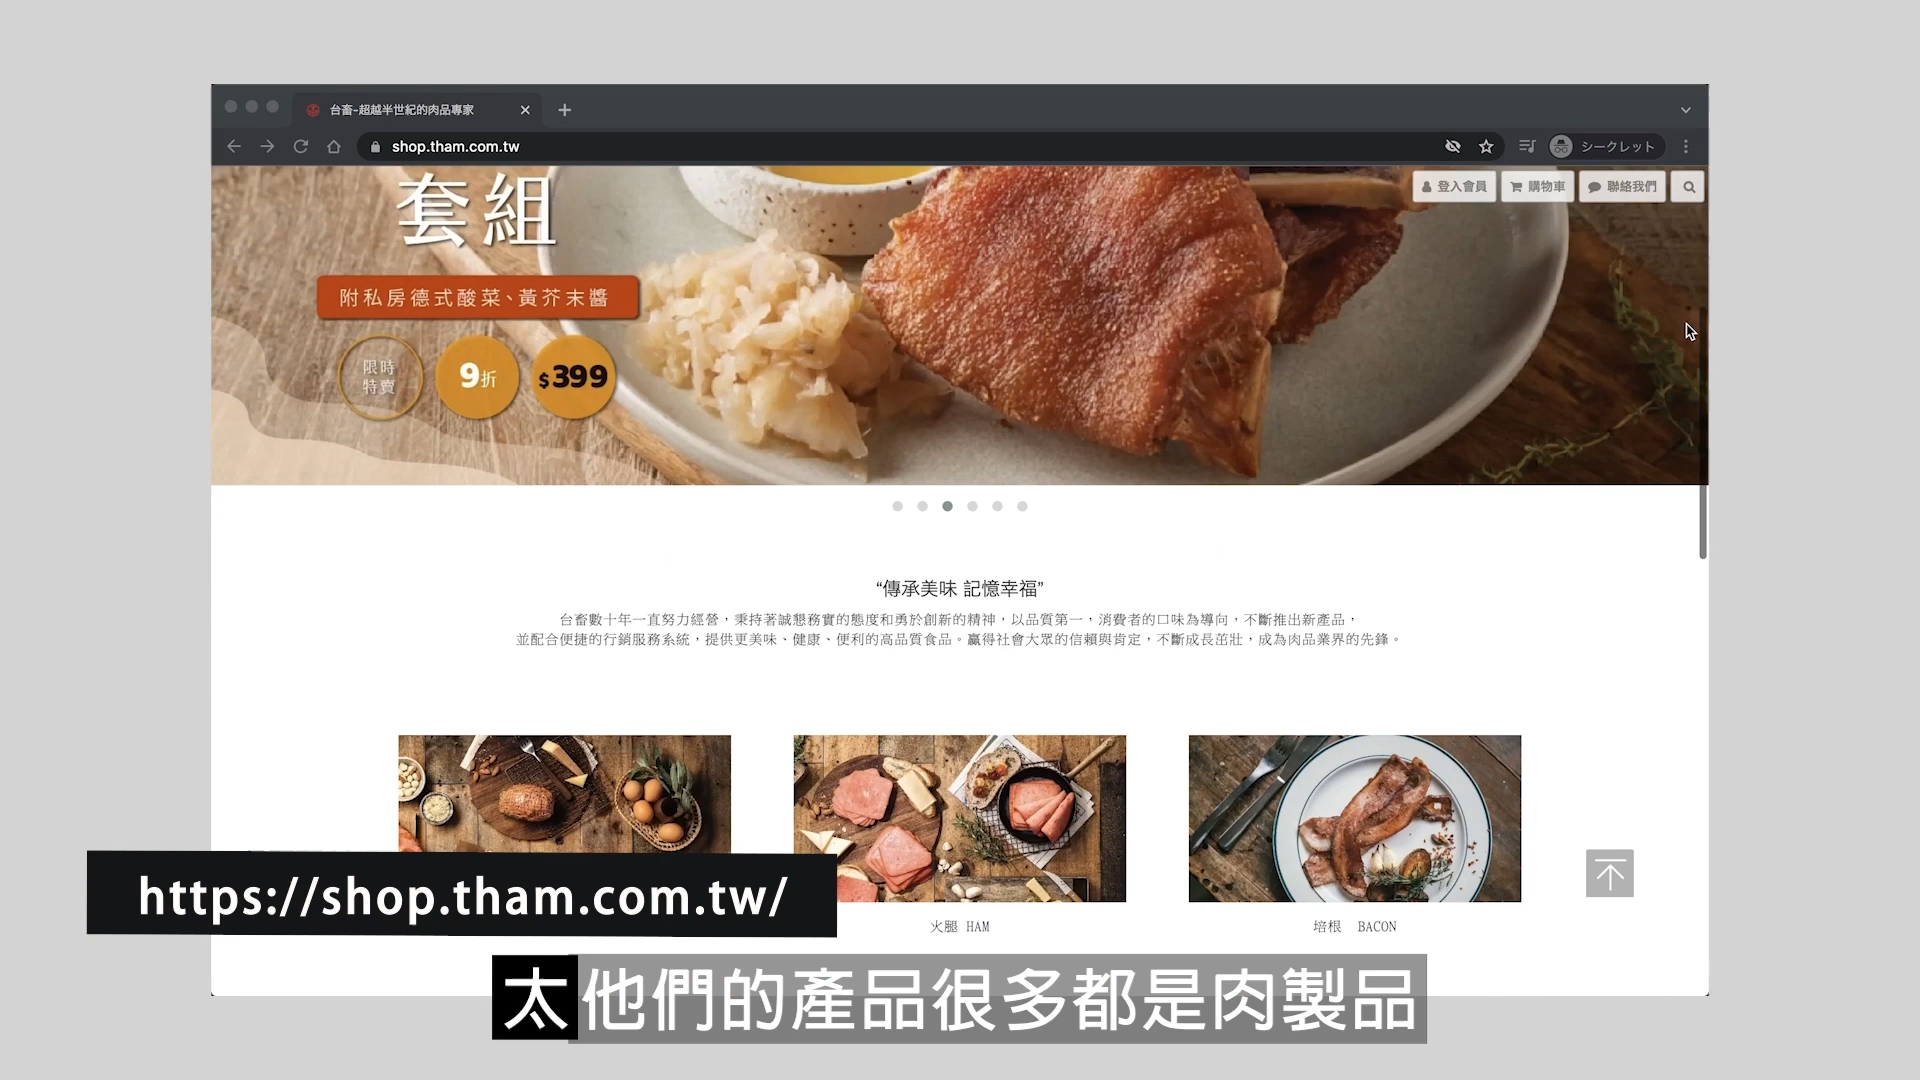 台畜-超越半世紀的肉品專家
shop.tham.com.tw
シークレット
登入會員
購物車
聯絡我們
套組
附私房德式酸菜、黃芥末醬
限時
特賣
9折
$399
“傳承美味 記憶幸福”
台畜數十年一直努力經營，秉持著誠懇務實的態度和勇於創新的精神，以品質第一，消費者的口味為導向，不斷推出新產品，
並配合便捷的行銷服務系統，提供更美味、健康、便利的高品質食品。贏得社會大眾的信賴與肯定，不斷成長茁壯，成為肉品業界的先鋒。
https://shop.tham.com.tw/
火腿 HAM
培根 BACON
太 他們的產品很多都是肉製品